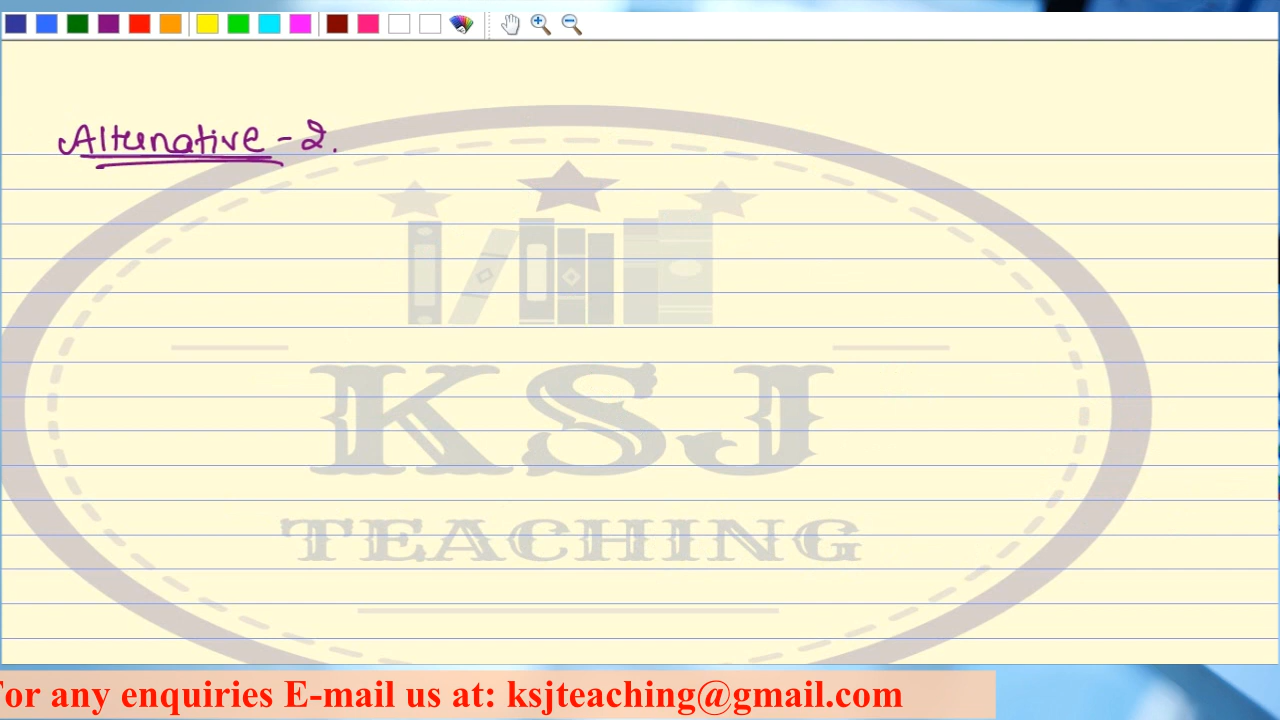 Alternative - 2.
KSJ
TEACHING
For any enquiries E-mail us at: ksjteaching@gmail.com